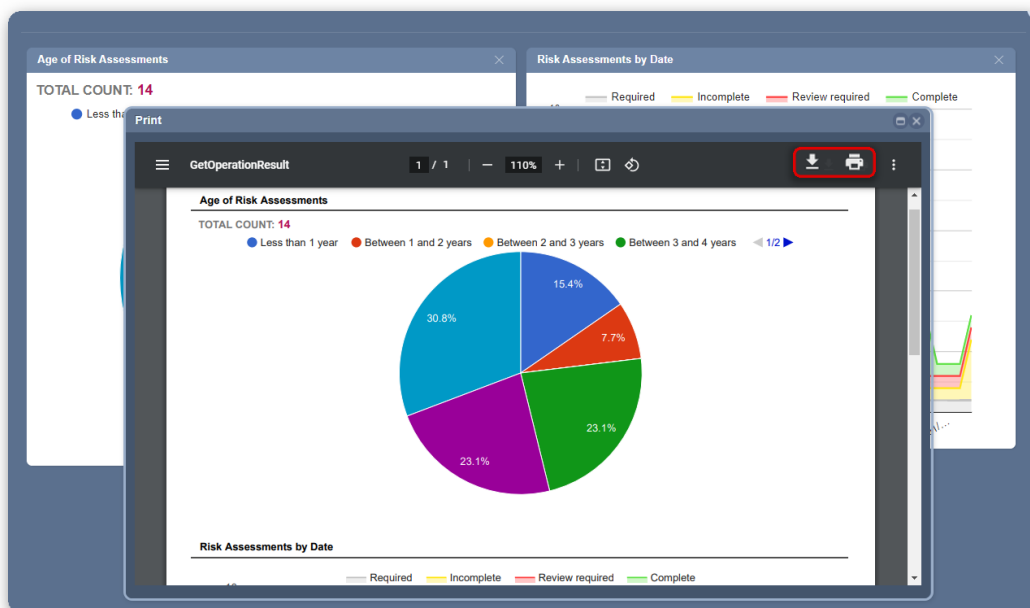 Age of Risk Assessments
TOTAL COUNT: 14
Less tha
Risk Assessments by Date
Required Incomplete Review required Complete
Print
GetOperationResult 1 / 1 110%
Age of Risk Assessments
TOTAL COUNT: 14
Less than 1 year Between 1 and 2 years Between 2 and 3 years Between 3 and 4 years 1/2
15.4%
30.8%
7.7%
23.1%
23.1%
Risk Assessments by Date
Required Incomplete Review required Complete